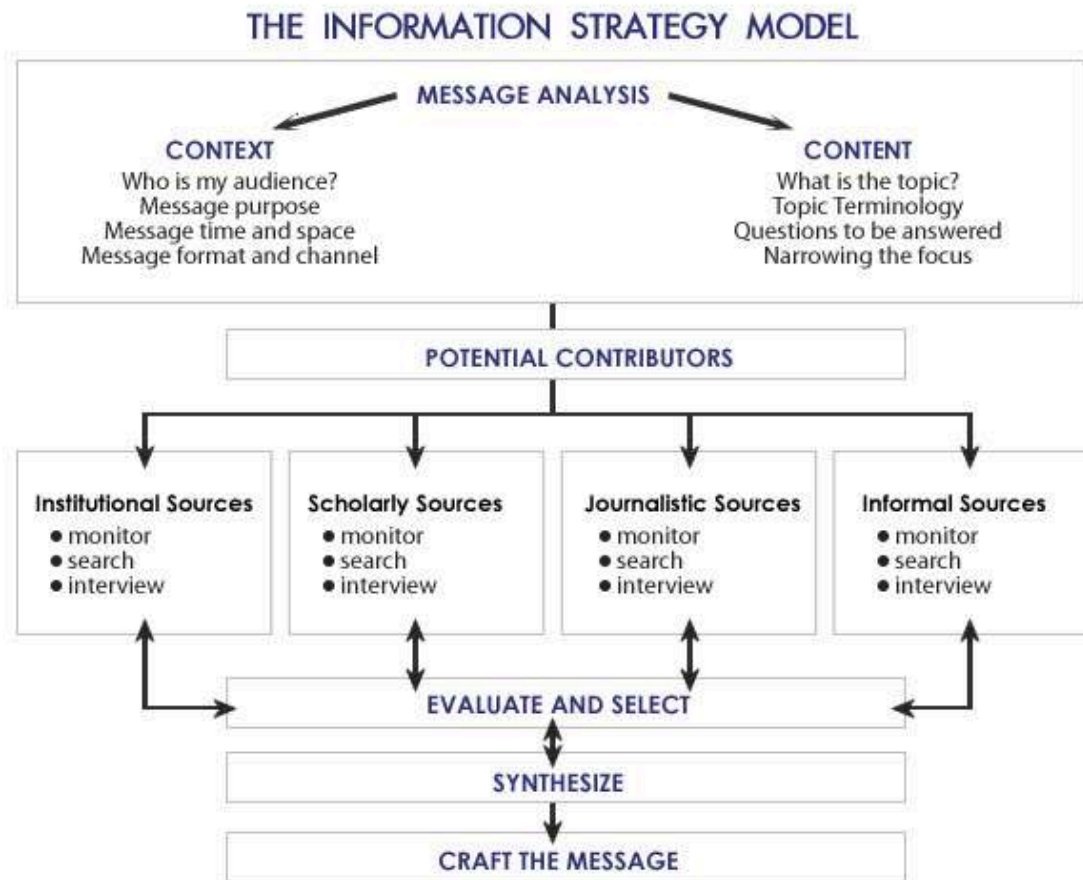 THE INFORMATION STRATEGY MODEL
MESSAGE ANALYSIS
CONTEXT
Who is my audience?
Message purpose
Message time and space
Message format and channel
CONTENT
What is the topic?
Topic Terminology
Questions to be answered
Narrowing the focus
POTENTIAL CONTRIBUTORS
Institutional Sources
● monitor
● search
● interview
Scholarly Sources
● monitor
● search
● interview
Journalistic Sources
● monitor
● search
● interview
Informal Sources
● monitor
● search
● interview
EVALUATE AND SELECT
SYNTHESIZE
CRAFT THE MESSAGE